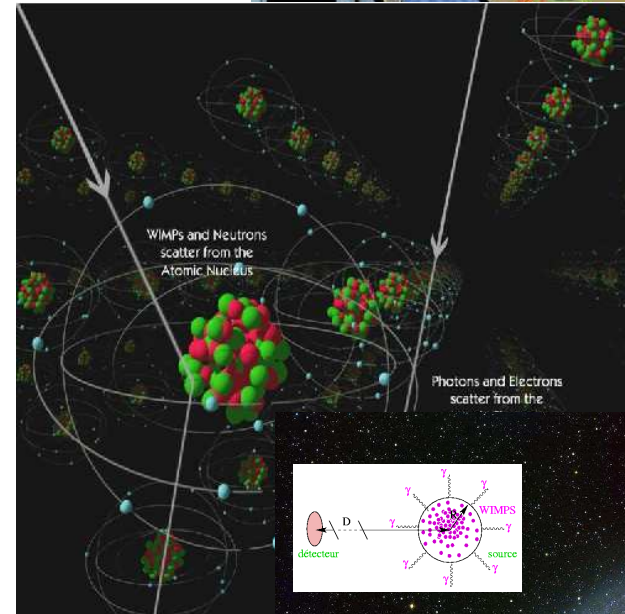 WIMPs and Neutrons
scatter from the
Atomic Nucleus
Photons and Electrons
scatter from the
γ
γ
γ
WIMPS
R
D
γ
γ
détecteur
source
γ
γ
γ